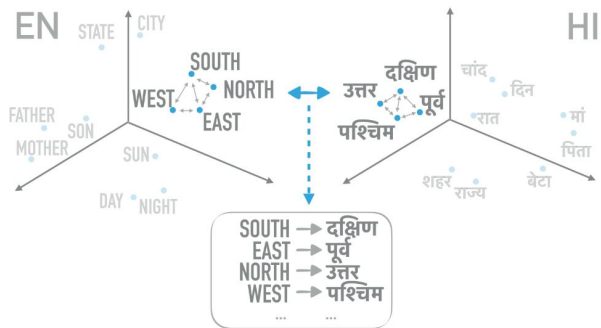 EN
CITY
STATE
SOUTH
NORTH
WEST
EAST
FATHER
SON
MOTHER
SUN
DAY
NIGHT
HI
चांद
दिन
दक्षिण
उत्तर
पूर्व
पश्चिम
रात
मां
पिता
शहर
राज्य
बेटा
SOUTH → दक्षिण
EAST → पूर्व
NORTH → उत्तर
WEST → पश्चिम
... ...